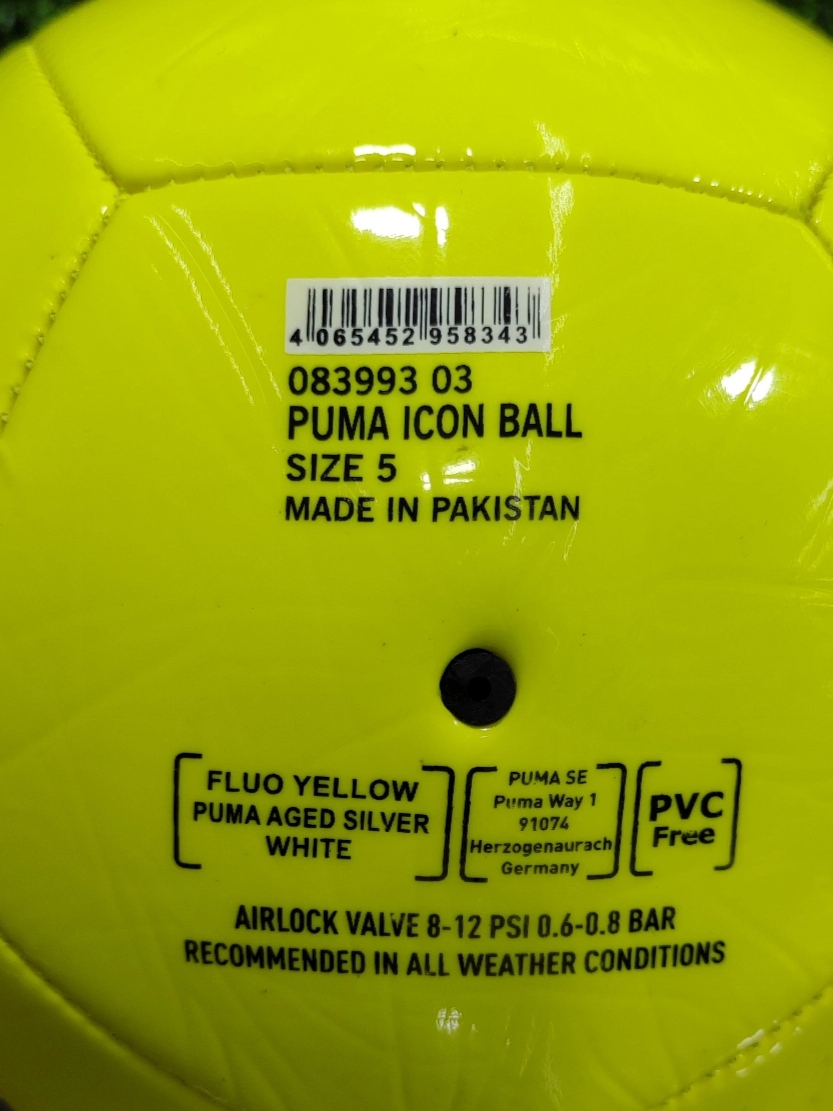 4 065452 958343
083993 03
PUMA ICON BALL
SIZE 5
MADE IN PAKISTAN
FLUO YELLOW
PUMA AGED SILVER
WHITE
PUMA SE
Puma Way 1
91074
Herzogenaurach
Germany
PVC
Free
AIRLOCK VALVE 8-12 PSI 0.6-0.8 BAR
RECOMMENDED IN ALL WEATHER CONDITIONS